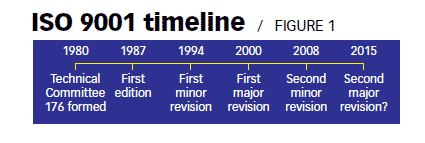 ISO 9001 timeline / FIGURE 1
1980 1987 1994 2000 2008 2015
Technical First First First Second Second
Committee edition minor major minor major
176 formed revision revision revision revision?